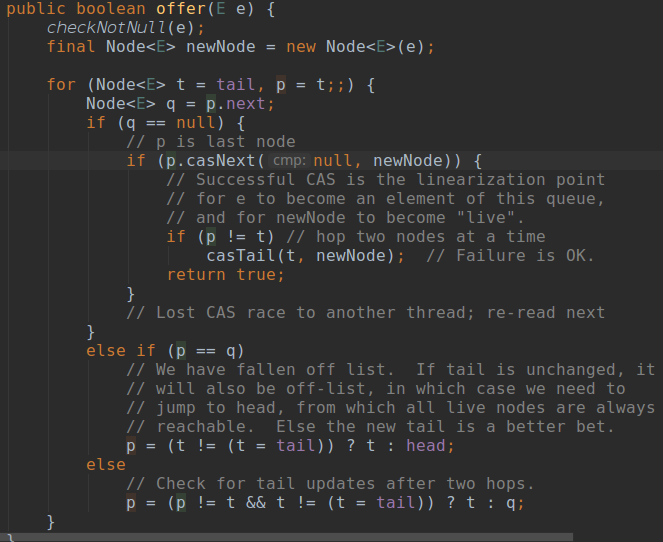 public boolean offer(E e) {
    checkNotNull(e);
    final Node<E> newNode = new Node<E>(e);

    for (Node<E> t = tail, p = t;;) {
        Node<E> q = p.next;
        if (q == null) {
            // p is last node
            if (p.casNext( cmp: null, newNode)) {
                // Successful CAS is the linearization point
                // for e to become an element of this queue,
                // and for newNode to become "live".
                if (p != t) // hop two nodes at a time
                    casTail(t, newNode);  // Failure is OK.
                return true;
            }
            // Lost CAS race to another thread; re-read next
        }
        else if (p == q)
            // We have fallen off list.  If tail is unchanged, it
            // will also be off-list, in which case we need to
            // jump to head, from which all live nodes are always
            // reachable.  Else the new tail is a better bet.
            p = (t != (t = tail)) ? t : head;
        else
            // Check for tail updates after two hops.
            p = (p != t && t != (t = tail)) ? t : q;
    }
}